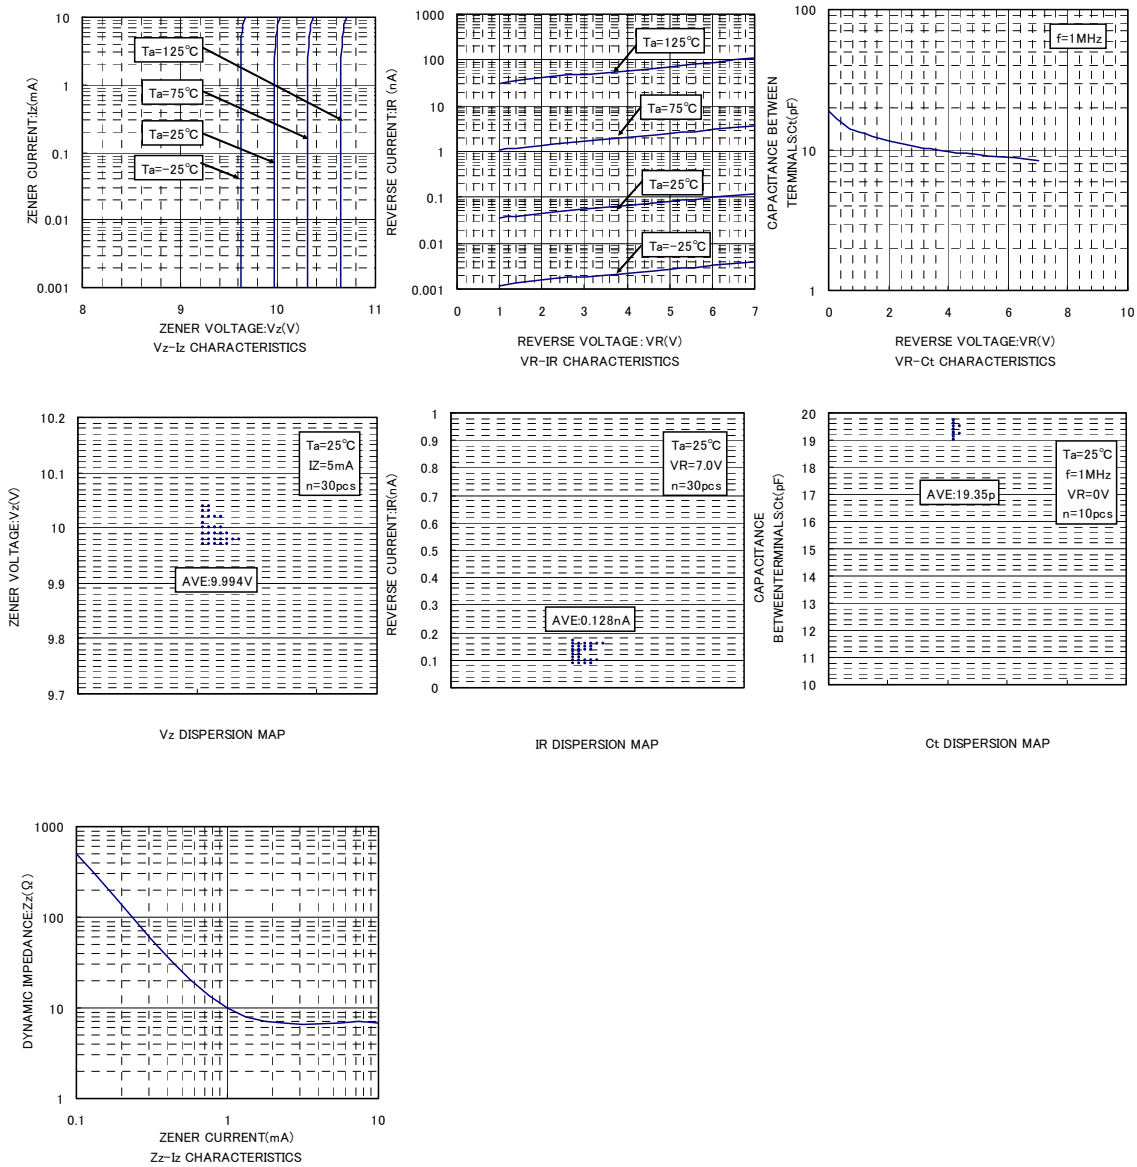 ZENER CURRENT:Iz(mA)
10
1
0.1
0.01
0.001
Ta=125℃
Ta=75℃
Ta=25℃
Ta=-25℃
8
9
10
11
ZENER VOLTAGE:Vz(V)
Vz-Iz CHARACTERISTICS
REVERSE CURRENT:IR (nA)
1000
100
10
1
0.1
0.01
0.001
Ta=125℃
Ta=75℃
Ta=25℃
Ta=-25℃
0
1
2
3
4
5
6
7
REVERSE VOLTAGE:VR(V)
VR-IR CHARACTERISTICS
CAPACITANCE BETWEEN
TERMINALS:Ct(pF)
100
10
1
f=1MHz
0
2
4
6
8
10
REVERSE VOLTAGE:VR(V)
VR-Ct CHARACTERISTICS
ZENER VOLTAGE:Vz(V)
10.2
10.1
10
9.9
9.8
9.7
Ta=25℃
IZ=5mA
n=30pcs
AVE:9.994V
Vz DISPERSION MAP
REVERSE CURRENT:IR(nA)
1
0.9
0.8
0.7
0.6
0.5
0.4
0.3
0.2
0.1
0
Ta=25℃
VR=7.0V
n=30pcs
AVE:0.128nA
IR DISPERSION MAP
CAPACITANCE
BETWEENTERMINALS:Ct(pF)
20
19
18
17
16
15
14
13
12
11
10
Ta=25℃
f=1MHz
VR=0V
n=10pcs
AVE:19.35p
Ct DISPERSION MAP
DYNAMIC IMPEDANCE:Zz(Ω)
1000
100
10
1
0.1
1
10
ZENER CURRENT(mA)
Zz-Iz CHARACTERISTICS